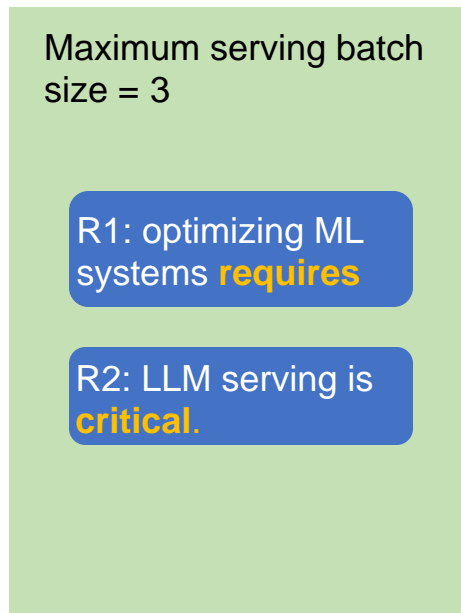 Maximum serving batch
size = 3
R1: optimizing ML
systems requires
R2: LLM serving is
critical.